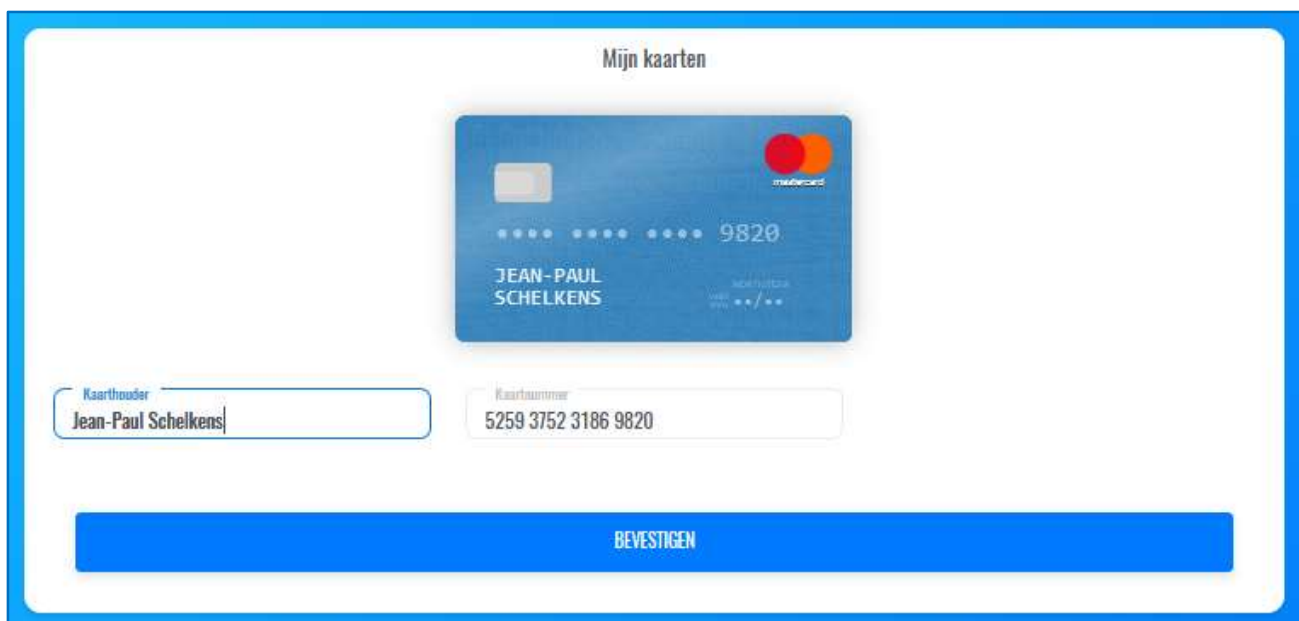 Mijn kaarten
mastercard
•••• •••• •••• 9820
JEAN-PAUL
SCHELKENS
••/••
Kaarthouder
Jean-Paul Schelkens
Kaartnummer
5259 3752 3186 9820
BEVESTIGEN